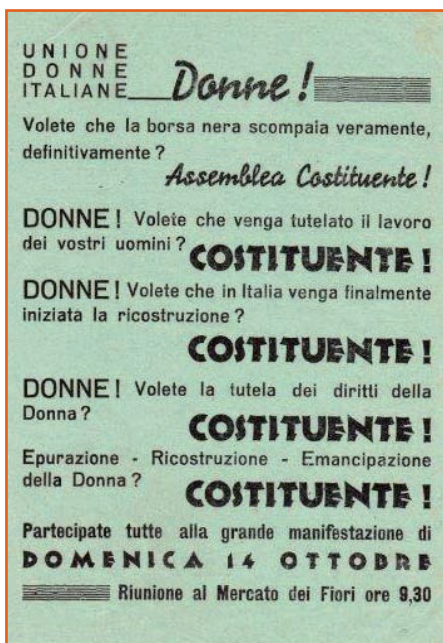 UNIONE
DONNE
ITALIANE Donne!
Volete che la borsa nera scompaia veramente,
definitivamente?
Assemblea Costituente!
DONNE! Volete che venga tutelato il lavoro
dei vostri uomini?
COSTITUENTE!
DONNE! Volete che in Italia venga finalmente
iniziata la ricostruzione?
COSTITUENTE!
DONNE! Volete la tutela dei diritti della
Donna?
COSTITUENTE!
Epurazione - Ricostruzione - Emancipazione
della Donna?
COSTITUENTE!
Partecipate tutte alla grande manifestazione di
DOMENICA 14 OTTOBRE
Riunione al Mercato dei Fiori ore 9,30